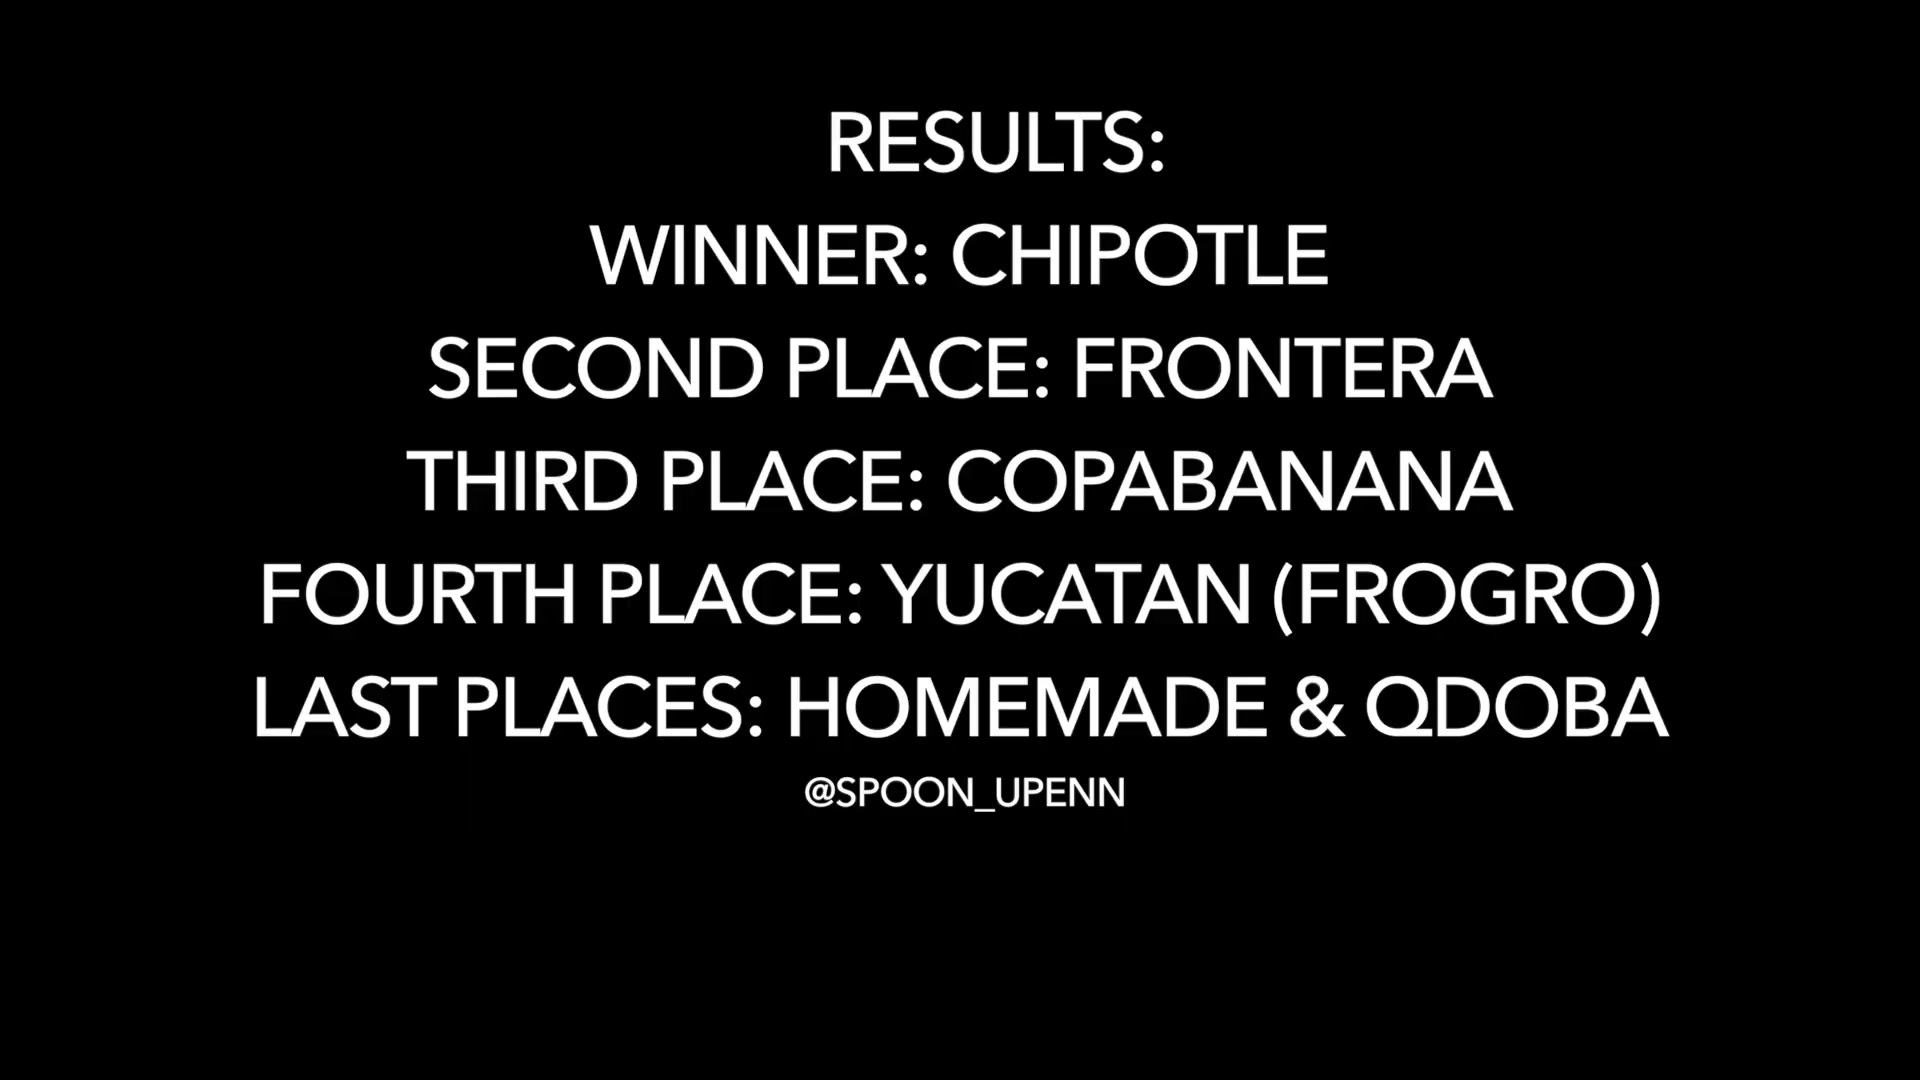 RESULTS:
WINNER: CHIPOTLE
SECOND PLACE: FRONTERA
THIRD PLACE: COPABANANA
FOURTH PLACE: YUCATAN (FROGRO)
LAST PLACES: HOMEMADE & QDOBA
@SPOON_UPENN